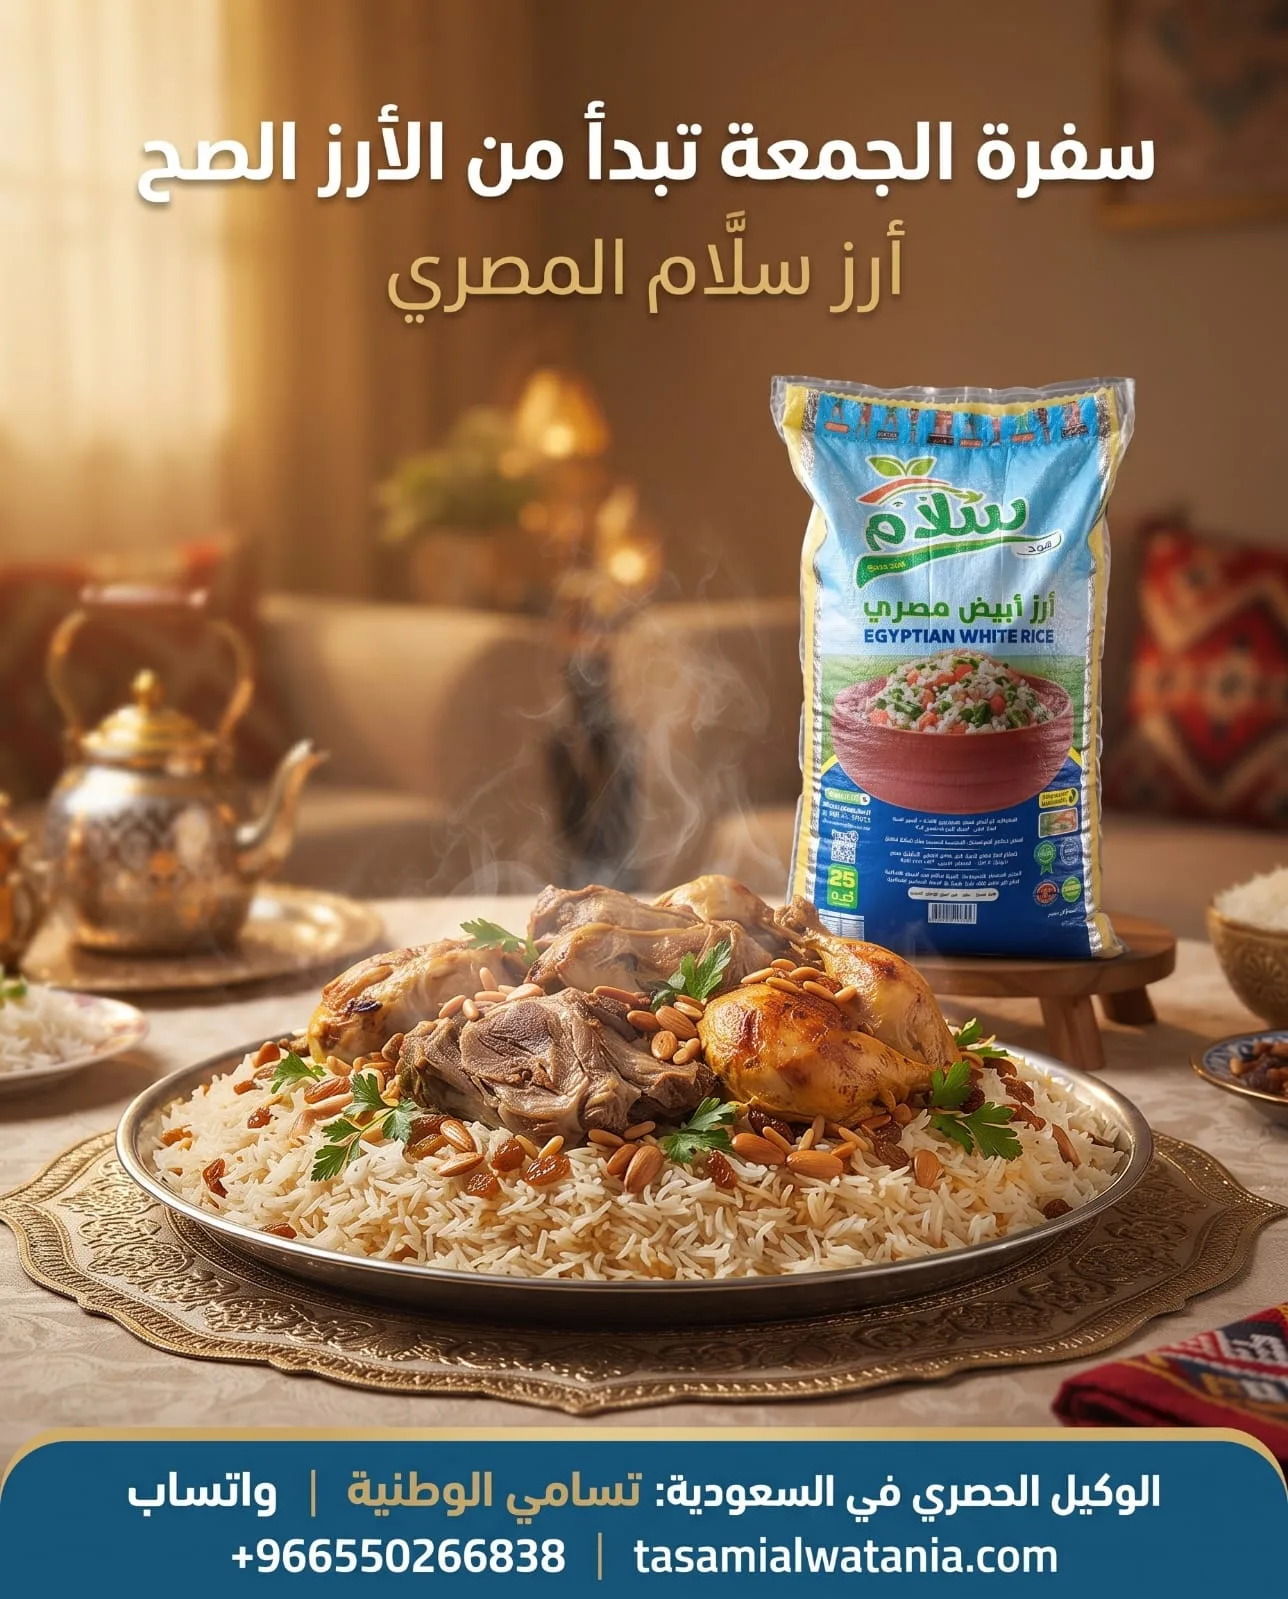 سفرة الجمعة تبدأ من الأرز الصح
أرز سلَّام المصري
سلام
هود
أرز أبيض مصري
EGYPTIAN WHITE RICE
25
الوكيل الحصري في السعودية: تسامي الوطنية | واتساب
+966550266838 | tasamialwatania.com